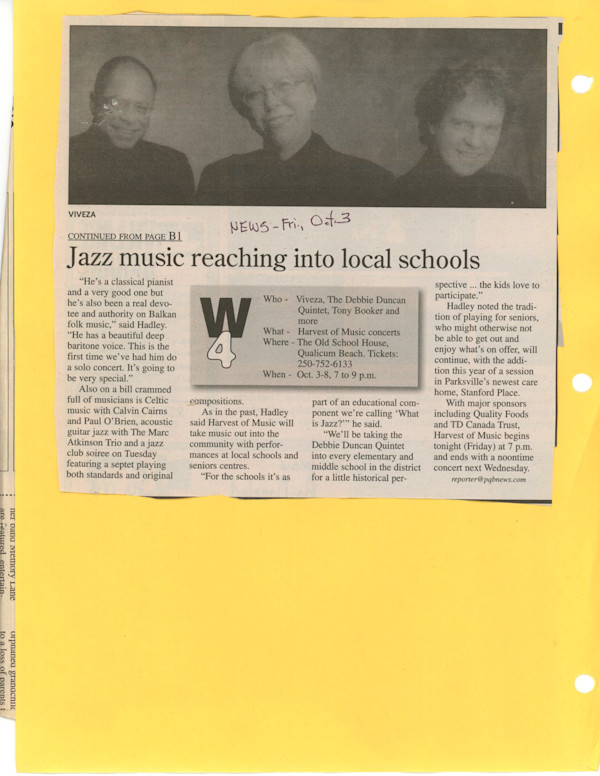 VIVEZA
NEWS - Fri., Oct. 3
CONTINUED FROM PAGE B1
Jazz music reaching into local schools
"He's a classical pianist
and a very good one but
he's also been a real devo-
tee and authority on Balkan
folk music," said Hadley.
"He has a beautiful deep
baritone voice. This is the
first time we've had him do
a solo concert. It's going to
be very special."
Also on a bill crammed
full of musicians is Celtic
music with Calvin Cairns
and Paul O'Brien, acoustic
guitar jazz with The Marc
Atkinson Trio and a jazz
club soiree on Tuesday
featuring a septet playing
both standards and original
W4
Who - Viveza, The Debbie Duncan
Quintet, Tony Booker and
more
What - Harvest of Music concerts
Where - The Old School House,
Qualicum Beach. Tickets:
250-752-6133
When - Oct. 3-8, 7 to 9 p.m.
compositions.
As in the past, Hadley
said Harvest of Music will
take music out into the
community with perfor-
mances at local schools and
seniors centres.
"For the schools it's as
part of an educational com-
ponent we're calling 'What
is Jazz?'" he said.
"We'll be taking the
Debbie Duncan Quintet
into every elementary and
middle school in the district
for a little historical per-
spective ... the kids love to
participate."
Hadley noted the tradi-
tion of playing for seniors,
who might otherwise not
be able to get out and
enjoy what's on offer, will
continue, with the addi-
tion this year of a session
in Parksville's newest care
home, Stanford Place.
With major sponsors
including Quality Foods
and TD Canada Trust,
Harvest of Music begins
tonight (Friday) at 7 p.m.
and ends with a noontime
concert next Wednesday.
reporter@pqbnews.com
Memory Lane
are featured, entertain-
to a loss of parents